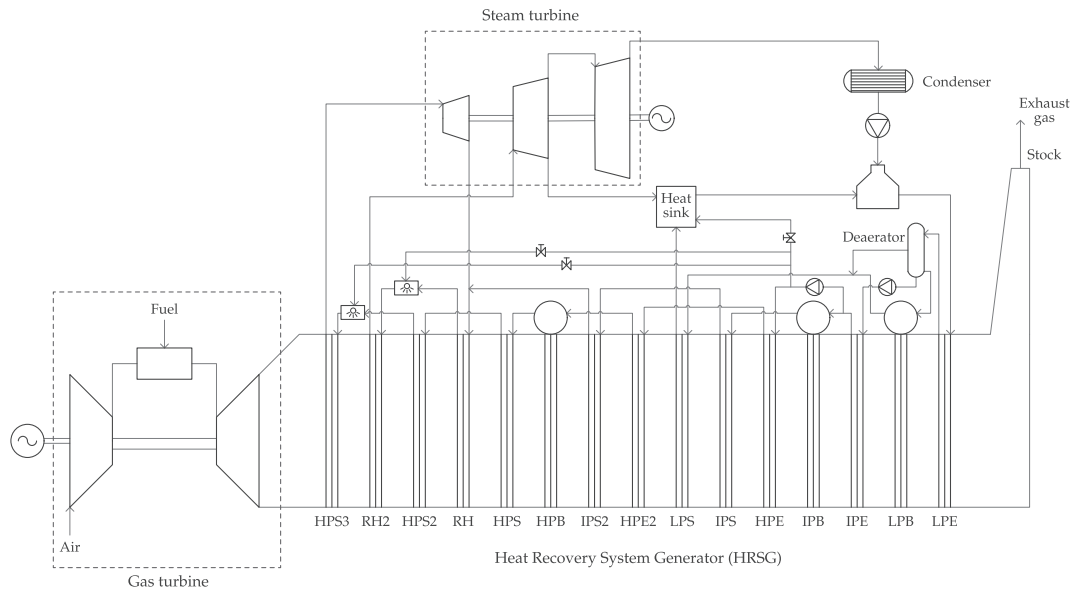 Steam turbine
Condenser
Exhaust
gas
Stock
Heat
sink
Deaerator
Fuel
Air
Gas turbine
HPS3 RH2 HPS2 RH HPS HPB IPS2 HPE2 LPS IPS HPE IPB IPE LPB LPE
Heat Recovery System Generator (HRSG)